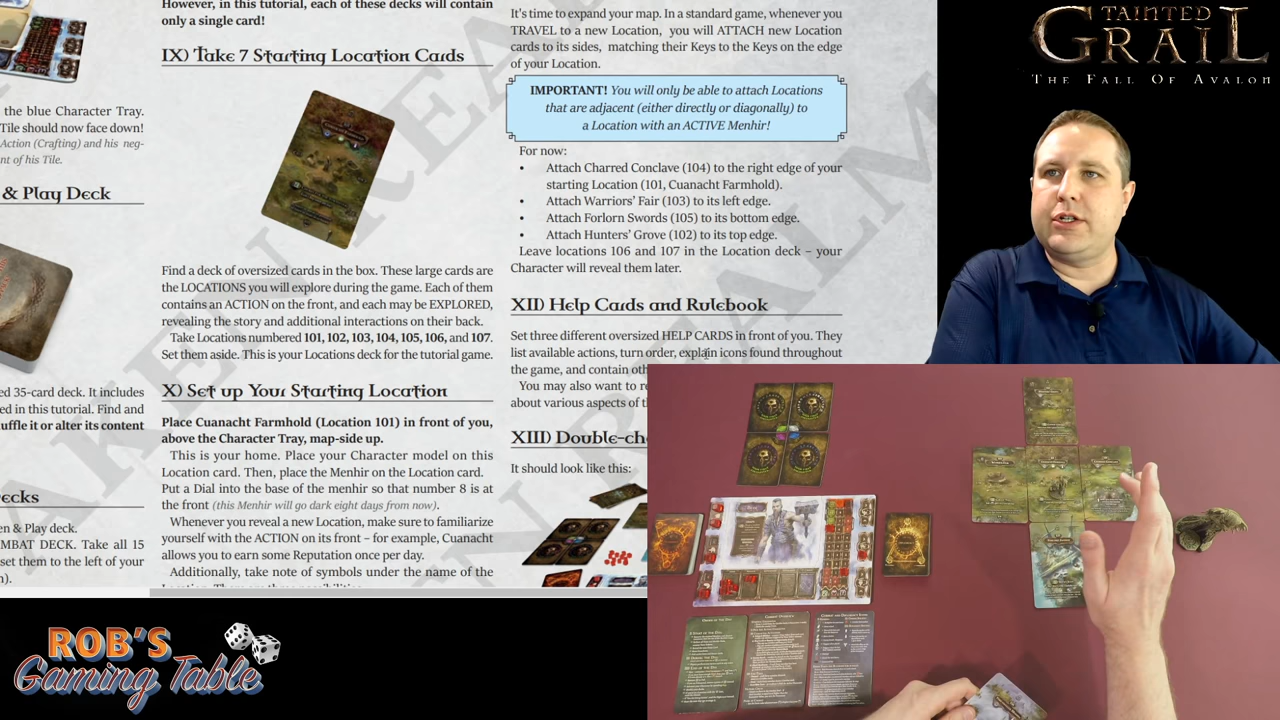 However, in this tutorial, each of these decks will contain
only a single card!
IX) Take 7 Starting Location Cards
the blue Character Tray.
Tile should now face down!
Action (Crafting) and his neg-
nt of his Tile.
& Play Deck
Find a deck of oversized cards in the box. These large cards are
the LOCATIONS you will explore during the game. Each of them
contains an ACTION on the front, and each may be EXPLORED,
revealing the story and additional interactions on their back.
Take Locations numbered 101, 102, 103, 104, 105, 106, and 107.
Set them aside. This is your Locations deck for the tutorial game.
ed 35-card deck. It includes
ed in this tutorial. Find and
uffle it or alter its content
X) Set up Your Starting Location
Place Cuanacht Farmhold (Location 101) in front of you,
above the Character Tray, map-side up.
This is your home. Place your Character model on this
Location card. Then, place the Menhir on the Location card.
Put a Dial into the base of the menhir so that number 8 is at
the front (this Menhir will go dark eight days from now).
Whenever you reveal a new Location, make sure to familiarize
yourself with the ACTION on its front – for example, Cuanacht
allows you to earn some Reputation once per day.
Additionally, take note of symbols under the name of the
ecks
en & Play deck.
OMBAT DECK. Take all 15
set them to the left of your
n).
It's time to expand your map. In a standard game, whenever you
TRAVEL to a new Location, you will ATTACH new Location
cards to its sides, matching their Keys to the Keys on the edge
of your Location.
IMPORTANT! You will only be able to attach Locations
that are adjacent (either directly or diagonally) to
a Location with an ACTIVE Menhir!
For now:
• Attach Charred Conclave (104) to the right edge of your
starting Location (101, Cuanacht Farmhold).
• Attach Warriors' Fair (103) to its left edge.
• Attach Forlorn Swords (105) to its bottom edge.
• Attach Hunters' Grove (102) to its top edge.
Leave locations 106 and 107 in the Location deck – your
Character will reveal them later.
XII) Help Cards and Rulebook
Set three different oversized HELP CARDS in front of you. They
list available actions, turn order, explain icons found throughout
the game, and contain oth
You may also want to re
about various aspects of t
XIII) Double-che
It should look like this:
TAINTED
GRAIL
THE FALL OF AVALON
ROB'S
Gaming Table